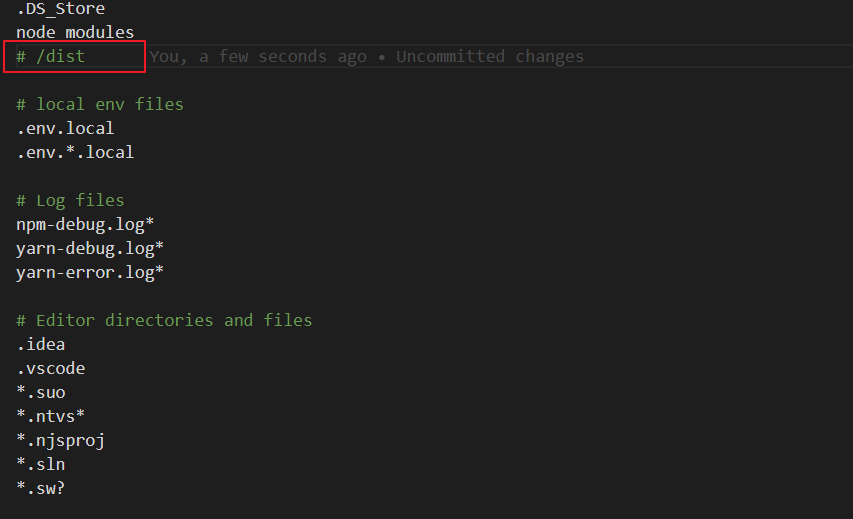 .DS_Store
node_modules
# /dist You, a few seconds ago • Uncommitted changes
# local env files
.env.local
.env.*.local
# Log files
npm-debug.log*
yarn-debug.log*
yarn-error.log*
# Editor directories and files
.idea
.vscode
*.suo
*.ntvs*
*.njsproj
*.sln
*.sw?